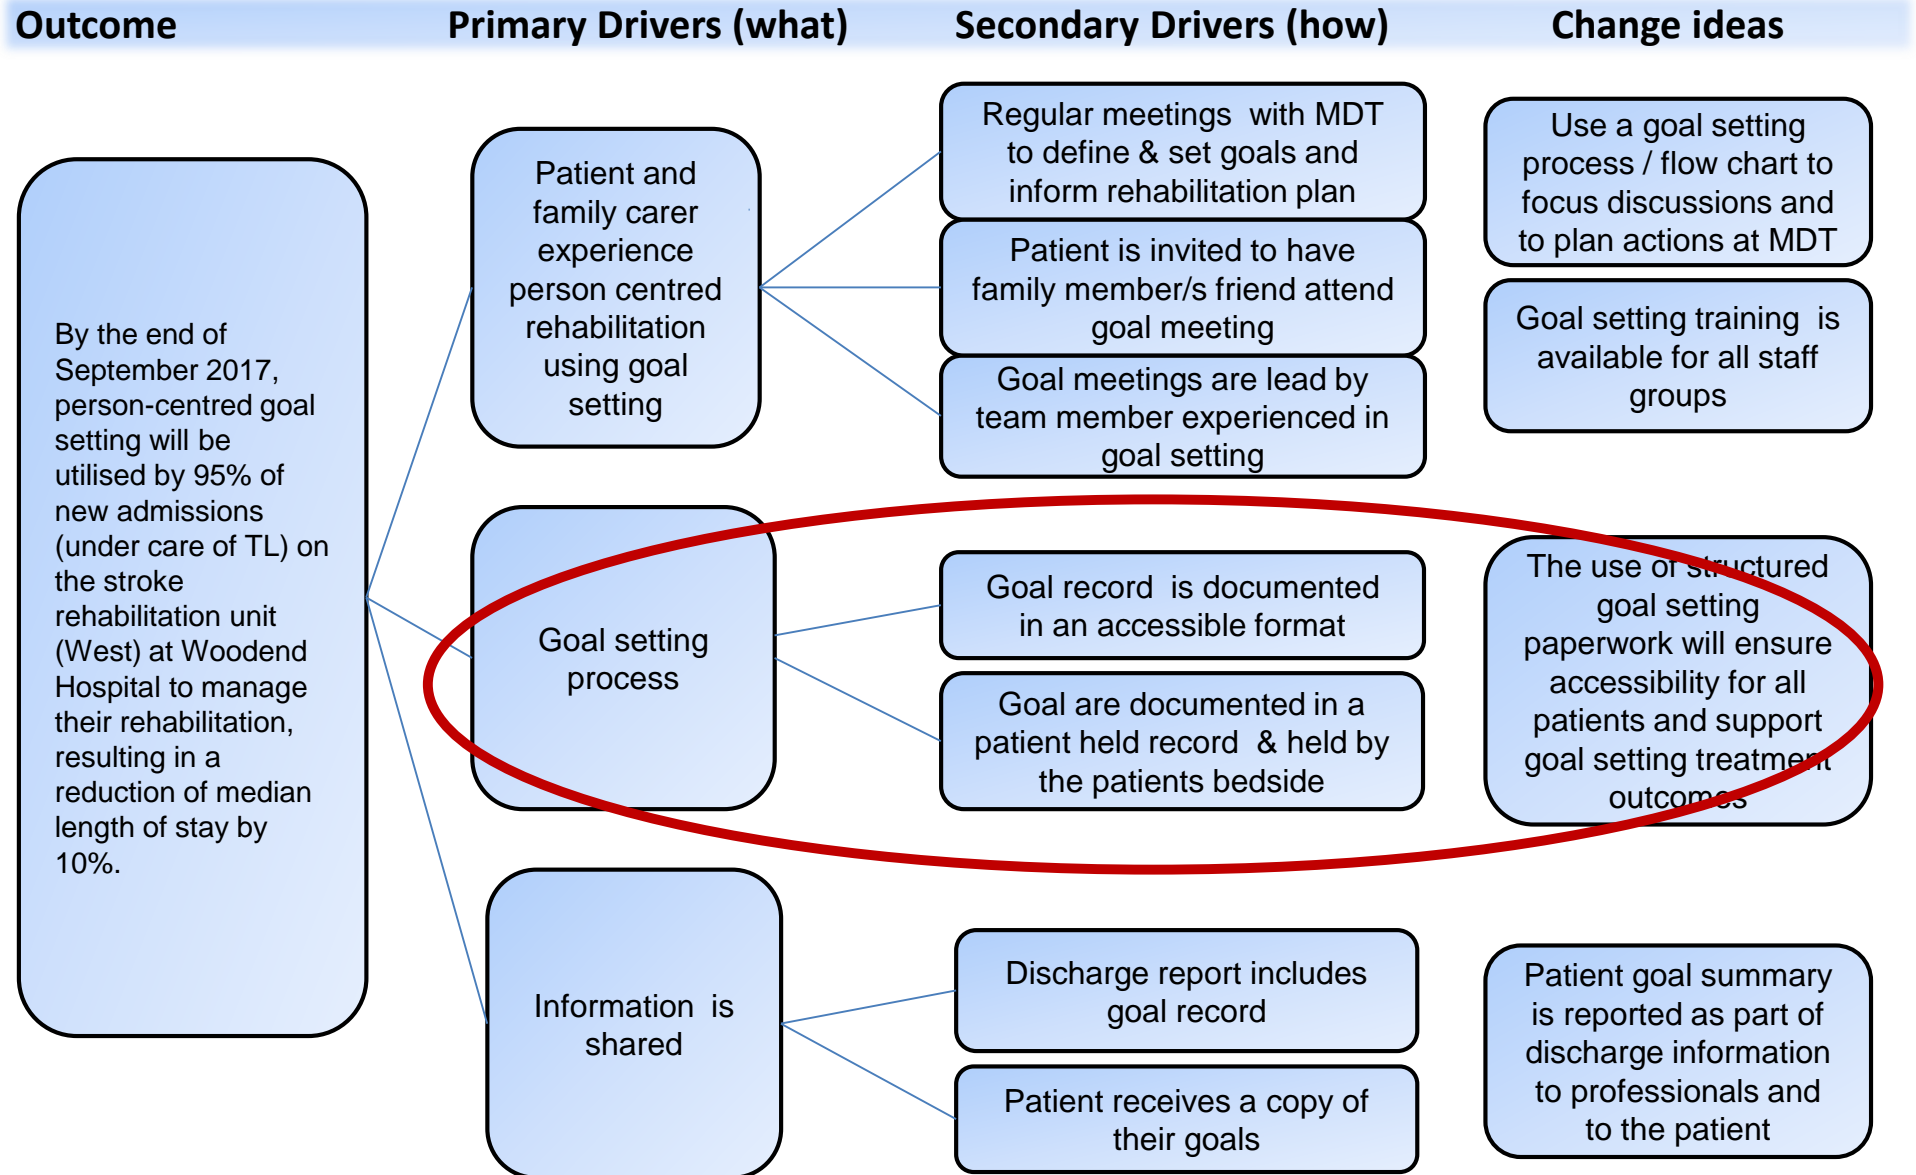 Outcome
Primary Drivers (what)
Secondary Drivers (how)
Change ideas
By the end of
September 2017,
person-centred goal
setting will be
utilised by 95% of
new admissions
(under care of TL) on
the stroke
rehabilitation unit
(West) at Woodend
Hospital to manage
their rehabilitation,
resulting in a
reduction of median
length of stay by
10%.
Patient and
family carer
experience
person centred
rehabilitation
using goal
setting
Regular meetings with MDT
to define & set goals and
inform rehabilitation plan
Patient is invited to have
family member/s friend attend
goal meeting
Goal meetings are lead by
team member experienced in
goal setting
Use a goal setting
process / flow chart to
focus discussions and
to plan actions at MDT
Goal setting training is
available for all staff
groups
Goal setting
process
Goal record is documented
in an accessible format
Goal are documented in a
patient held record & held by
the patients bedside
The use of structured
goal setting
paperwork will ensure
accessibility for all
patients and support
goal setting treatment
outcomes
Information is
shared
Discharge report includes
goal record
Patient receives a copy of
their goals
Patient goal summary
is reported as part of
discharge information
to professionals and
to the patient